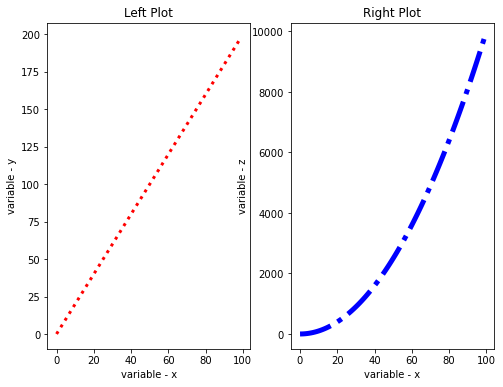 Left Plot
200
175
150
125
100
75
50
25
0
variable - y
0 20 40 60 80 100
variable - x
Right Plot
10000
8000
6000
4000
2000
0
variable - z
0 20 40 60 80 100
variable - x